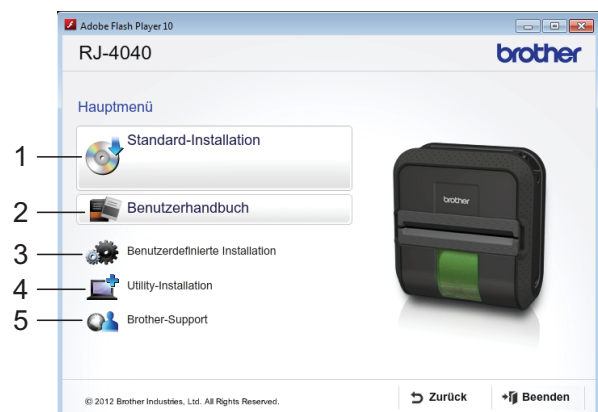 Adobe Flash Player 10
RJ-4040
brother
Hauptmenü
1
Standard-Installation
2
Benutzerhandbuch
3
Benutzerdefinierte Installation
4
Utility-Installation
5
Brother-Support
brother
© 2012 Brother Industries, Ltd. All Rights Reserved.
Zurück
Beenden